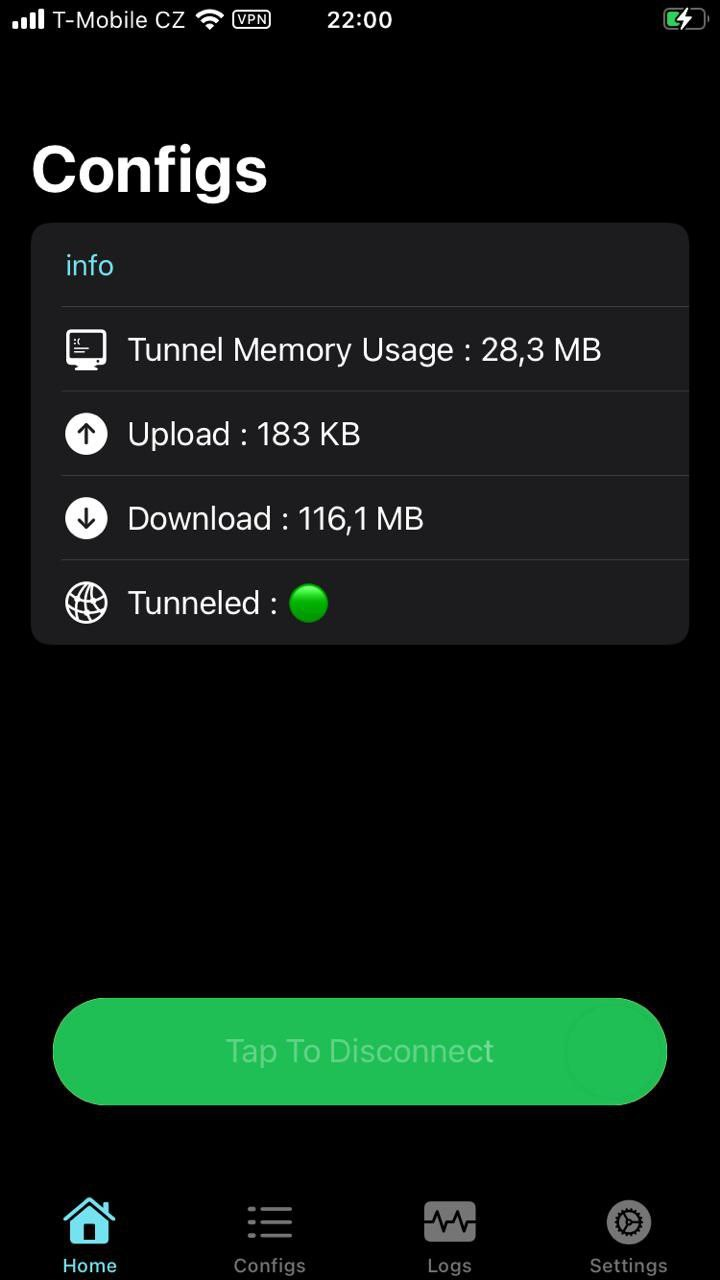 T-Mobile CZ VPN 22:00
Configs
info
Tunnel Memory Usage : 28,3 MB
Upload : 183 KB
Download : 116,1 MB
Tunneled :
Tap To Disconnect
Home Configs Logs Settings